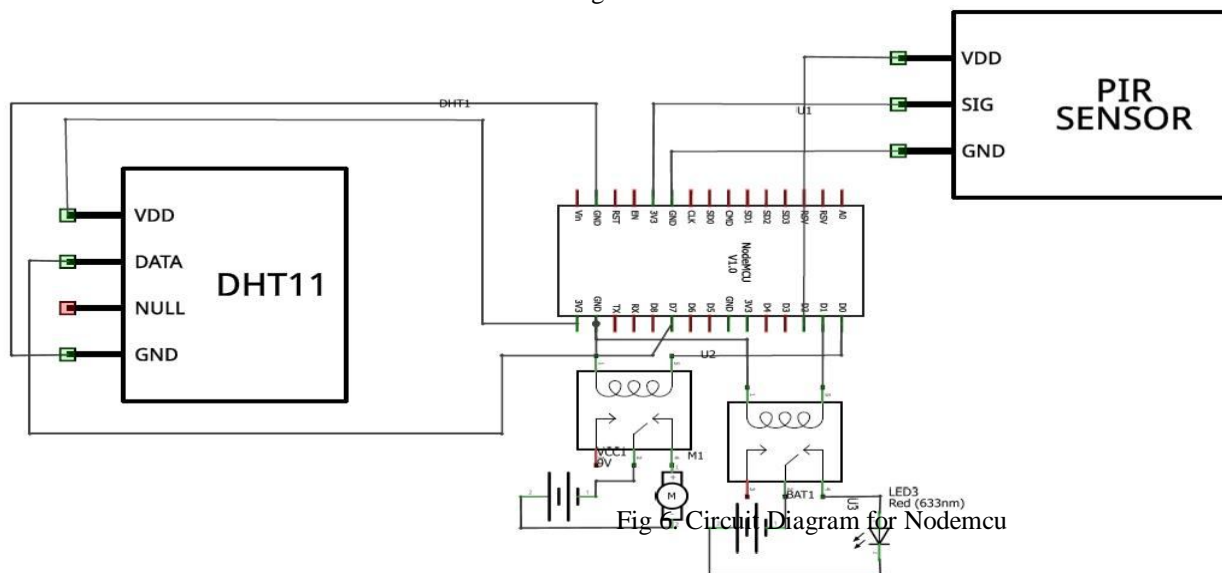 DHT1
VDD
DATA
NULL
GND
DHT11
U1
VDD
SIG
GND
PIR
SENSOR
Vin
GND
RST
EN
3V3
GND
CLK
SD0
CMD
SD1
SD2
SD3
RSV
RSV
A0
NodeMCU
V1.0
3V3
GND
TX
RX
D8
D7
D6
D5
GND
3V3
D4
D3
D2
D1
D0
U2
VCC1
9V
M1
M
BAT1
U3
LED3
Red (633nm)
Fig 6. Circuit Diagram for Nodemcu